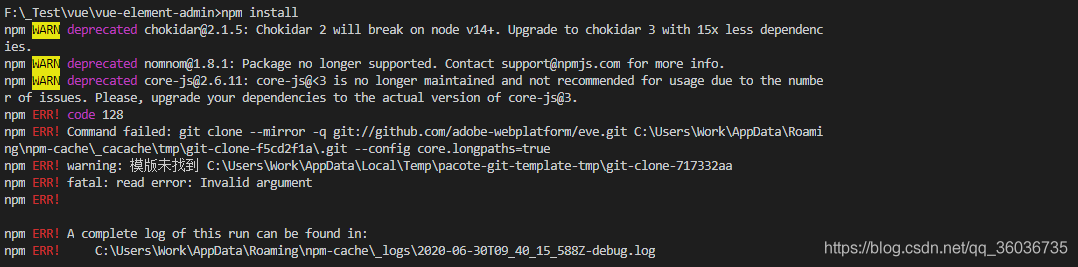 F:\_Test\vue\vue-element-admin>npm install
npm WARN deprecated chokidar@2.1.5: Chokidar 2 will break on node v14+. Upgrade to chokidar 3 with 15x less dependenc
ies.
npm WARN deprecated nomnom@1.8.1: Package no longer supported. Contact support@npmjs.com for more info.
npm WARN deprecated core-js@2.6.11: core-js@<3 is no longer maintained and not recommended for usage due to the numbe
r of issues. Please, upgrade your dependencies to the actual version of core-js@3.
npm ERR! code 128
npm ERR! Command failed: git clone --mirror -q git://github.com/adobe-webplatform/eve.git C:\Users\Work\AppData\Roami
ng\npm-cache\_cacache\tmp\git-clone-f5cd2f1a\.git --config core.longpaths=true
npm ERR! warning: 模版未找到 C:\Users\Work\AppData\Local\Temp\pacote-git-template-tmp\git-clone-717332aa
npm ERR! fatal: read error: Invalid argument
npm ERR!
npm ERR! A complete log of this run can be found in:
npm ERR!     C:\Users\Work\AppData\Roaming\npm-cache\_logs\2020-06-30T09_40_15_588Z-debug.log
https://blog.csdn.net/qq_36036735